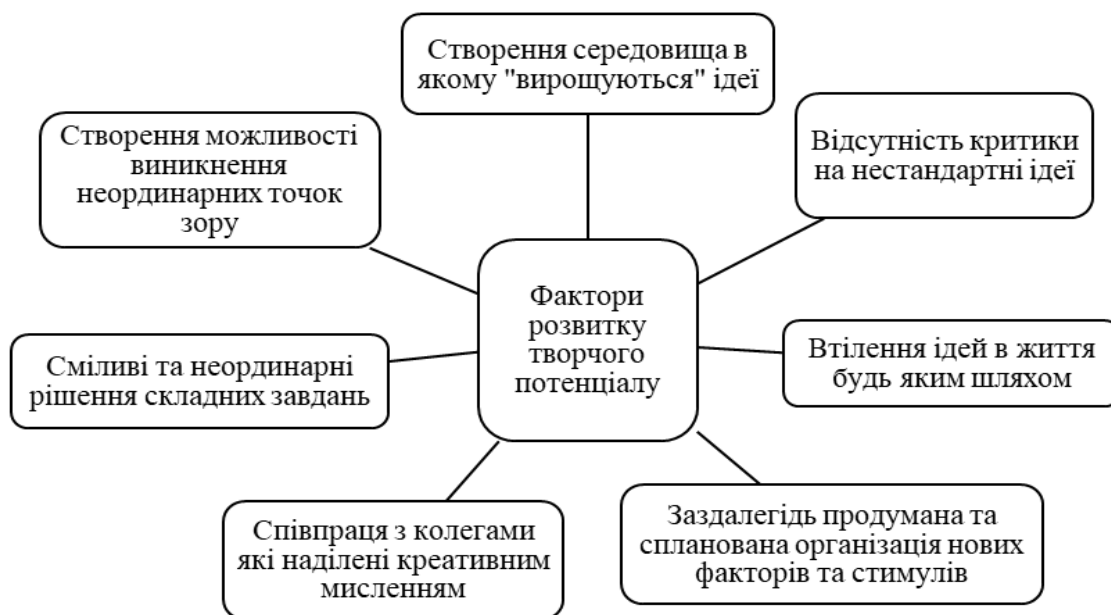 Створення середовища в
якому "вирощуються" ідеї
Створення можливості
виникнення
неординарних точок
зору
Відсутність критики
на нестандартні ідеї
Фактори
розвитку
творчого
потенціалу
Сміливі та неординарні
рішення складних завдань
Втілення ідей в життя
будь яким шляхом
Співпраця з колегами
які наділені креативним
мисленням
Заздалегідь продумана та
спланована організація нових
факторів та стимулів